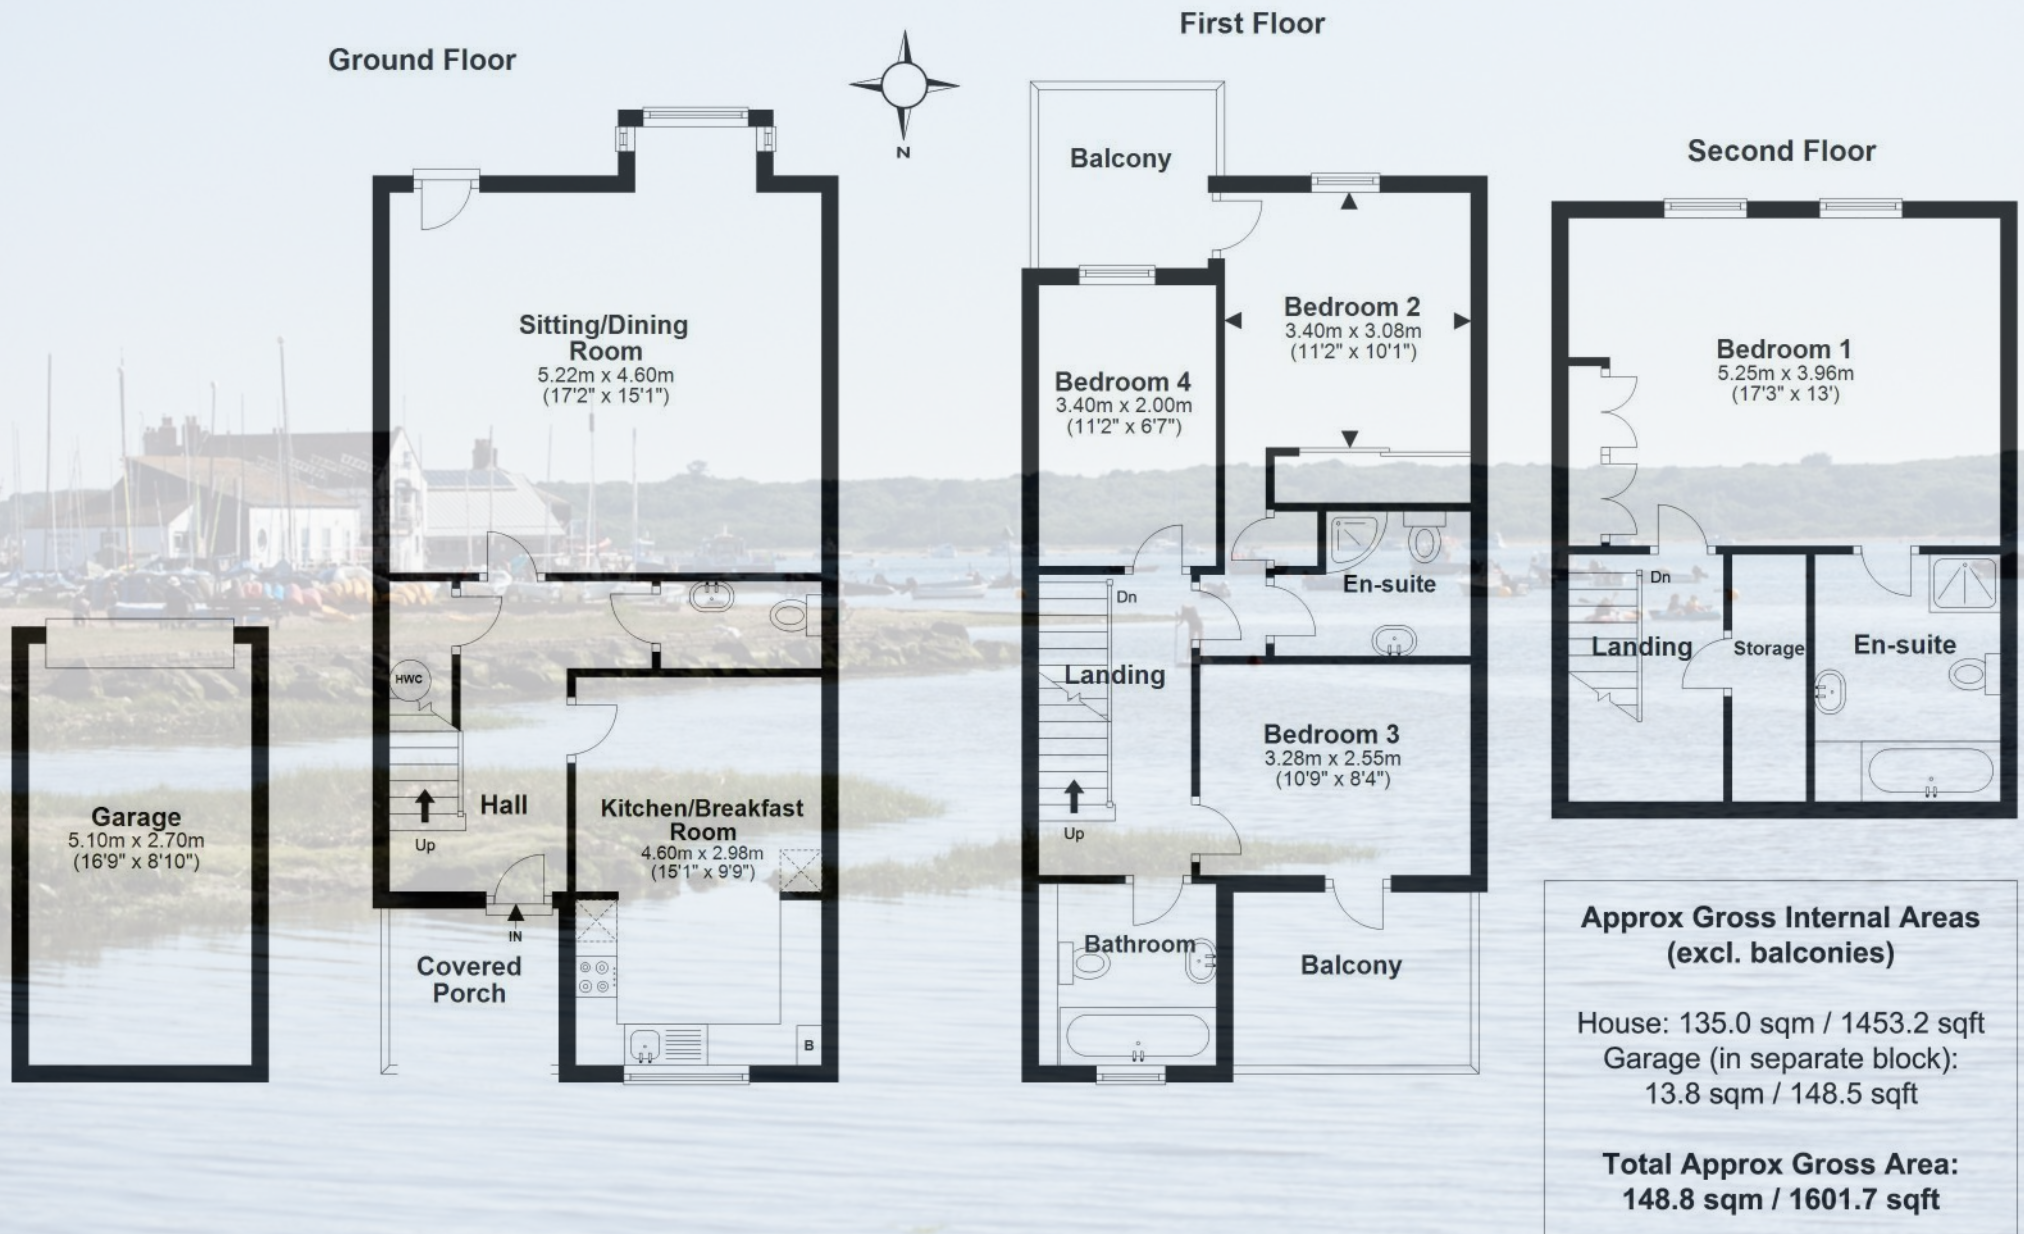 Ground Floor
N
First Floor
Second Floor
Sitting/Dining
Room
5.22m x 4.60m
(17'2" x 15'1")
HWC
Up
Hall
Kitchen/Breakfast
Room
4.60m x 2.98m
(15'1" x 9'9")
IN
Covered
Porch
B
Garage
5.10m x 2.70m
(16'9" x 8'10")
Balcony
Bedroom 2
3.40m x 3.08m
(11'2" x 10'1")
Bedroom 4
3.40m x 2.00m
(11'2" x 6'7")
En-suite
Dn
Landing
Up
Bedroom 3
3.28m x 2.55m
(10'9" x 8'4")
Bathroom
Balcony
Bedroom 1
5.25m x 3.96m
(17'3" x 13')
Dn
Landing
Storage
En-suite
Approx Gross Internal Areas
(excl. balconies)
House: 135.0 sqm / 1453.2 sqft
Garage (in separate block):
13.8 sqm / 148.5 sqft
Total Approx Gross Area:
148.8 sqm / 1601.7 sqft